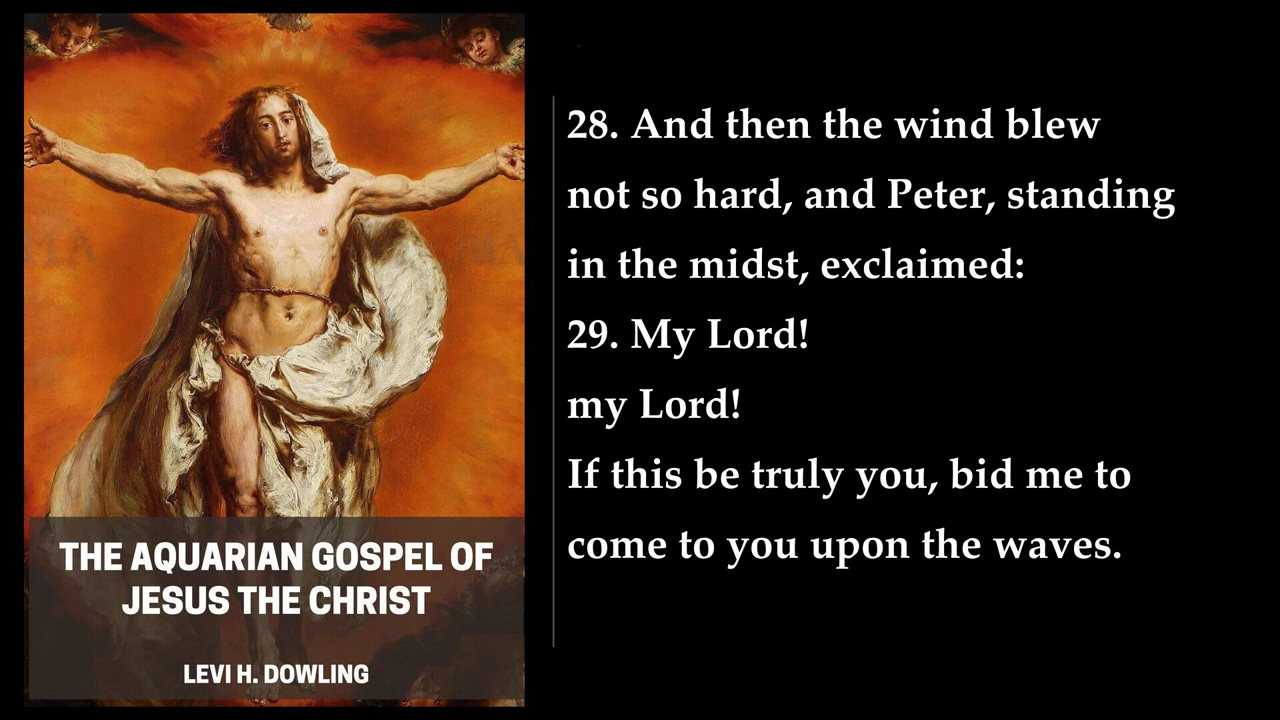 28. And then the wind blew
not so hard, and Peter, standing
in the midst, exclaimed:
29. My Lord!
my Lord!
If this be truly you, bid me to
come to you upon the waves.
THE AQUARIAN GOSPEL OF
JESUS THE CHRIST
LEVI H. DOWLING